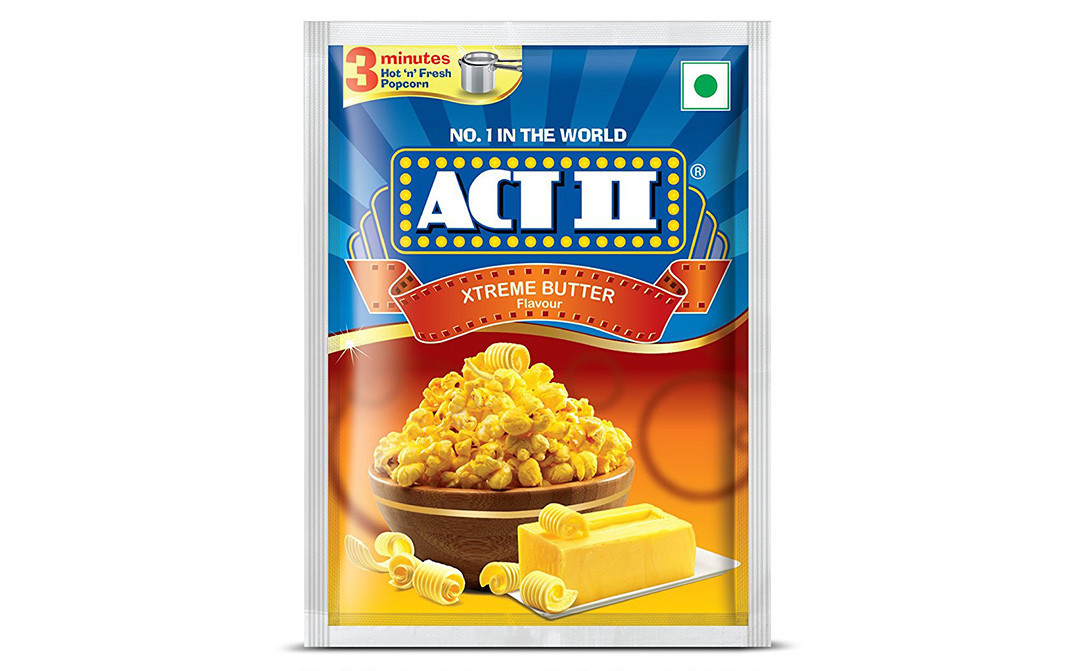 3 minutes
Hot 'n' Fresh
Popcorn
NO. 1 IN THE WORLD
ACT II ®
XTREME BUTTER
Flavour